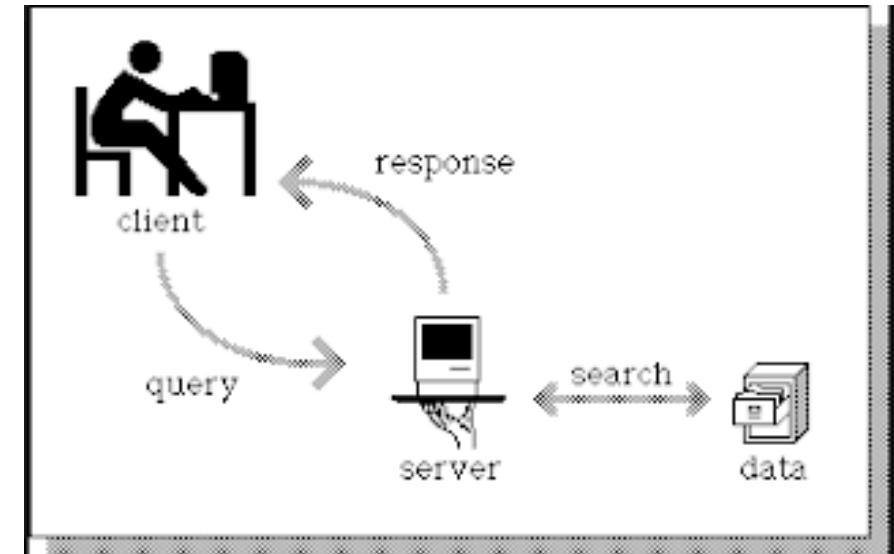 response
client
query
search
server
data